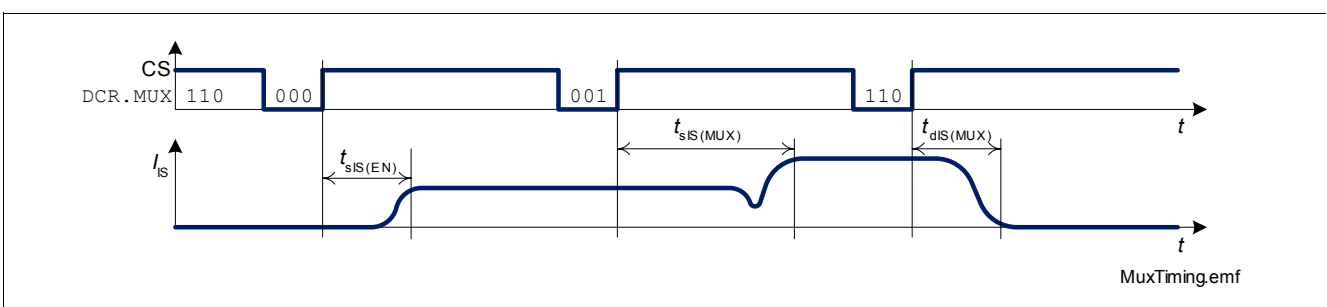 CS
DCR.MUX 110 000 001 110
t
tsIS(MUX) tdIS(MUX)
IIS
tsIS(EN)
t
MuxTiming.emf